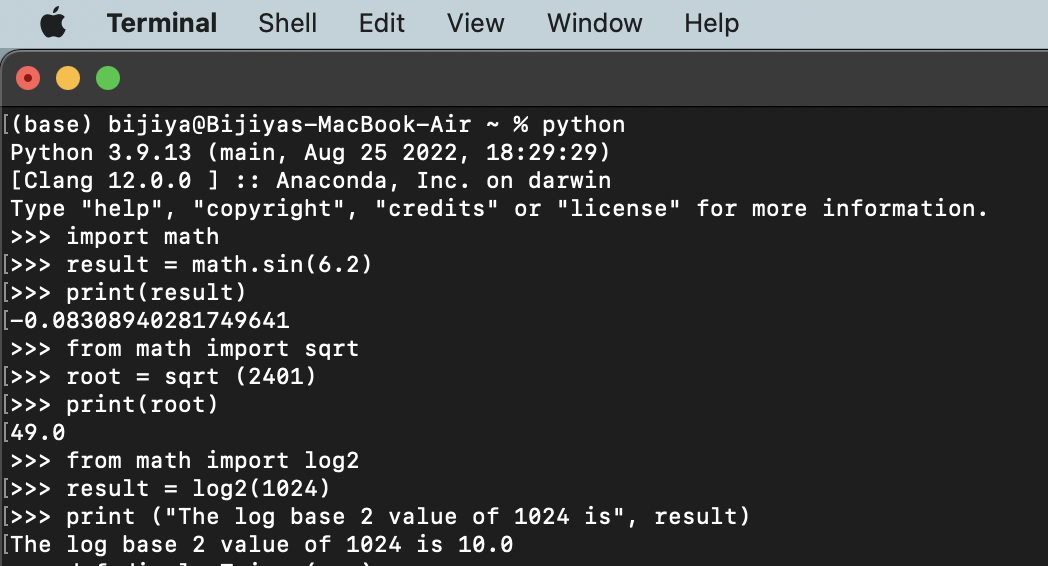 Terminal Shell Edit View Window Help
[(base) bijiya@Bijiyas-MacBook-Air ~ % python
Python 3.9.13 (main, Aug 25 2022, 18:29:29)
[Clang 12.0.0 ] :: Anaconda, Inc. on darwin
Type "help", "copyright", "credits" or "license" for more information.
>>> import math
[>>> result = math.sin(6.2)
[>>> print(result)
[-0.08308940281749641
>>> from math import sqrt
[>>> root = sqrt (2401)
[>>> print(root)
[49.0
>>> from math import log2
[>>> result = log2(1024)
[>>> print ("The log base 2 value of 1024 is", result)
[The log base 2 value of 1024 is 10.0